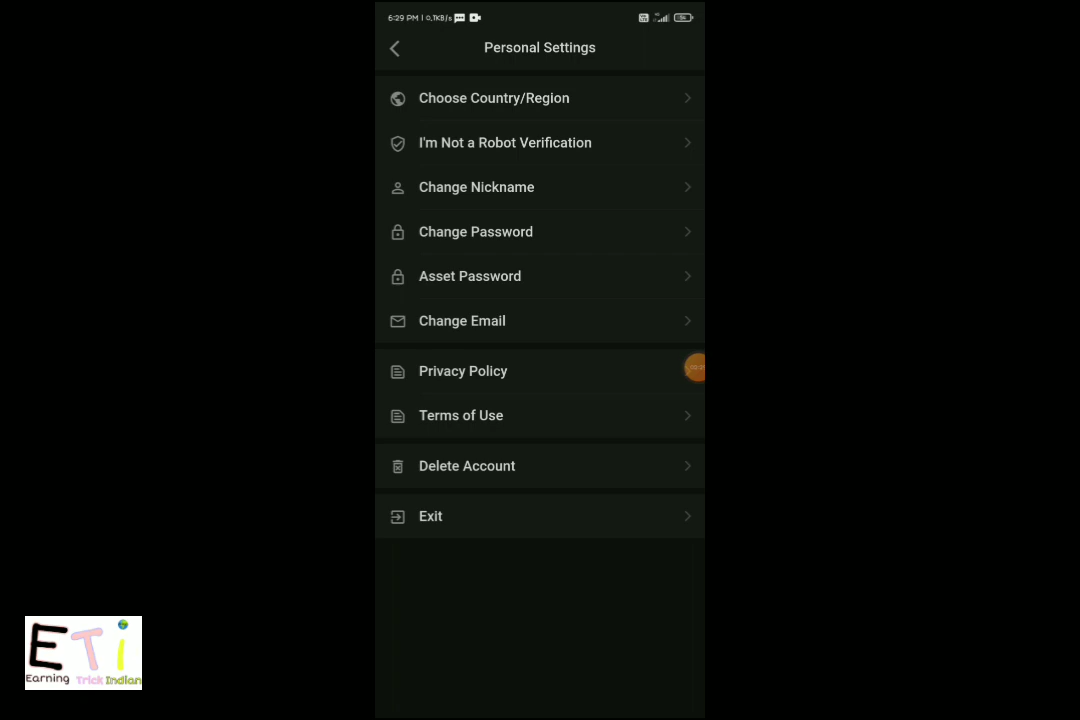 6:29 PM | 0.1KB/s
Personal Settings
Choose Country/Region
I'm Not a Robot Verification
Change Nickname
Change Password
Asset Password
Change Email
Privacy Policy
Terms of Use
Delete Account
Exit
ETi
Earning Trick Indian